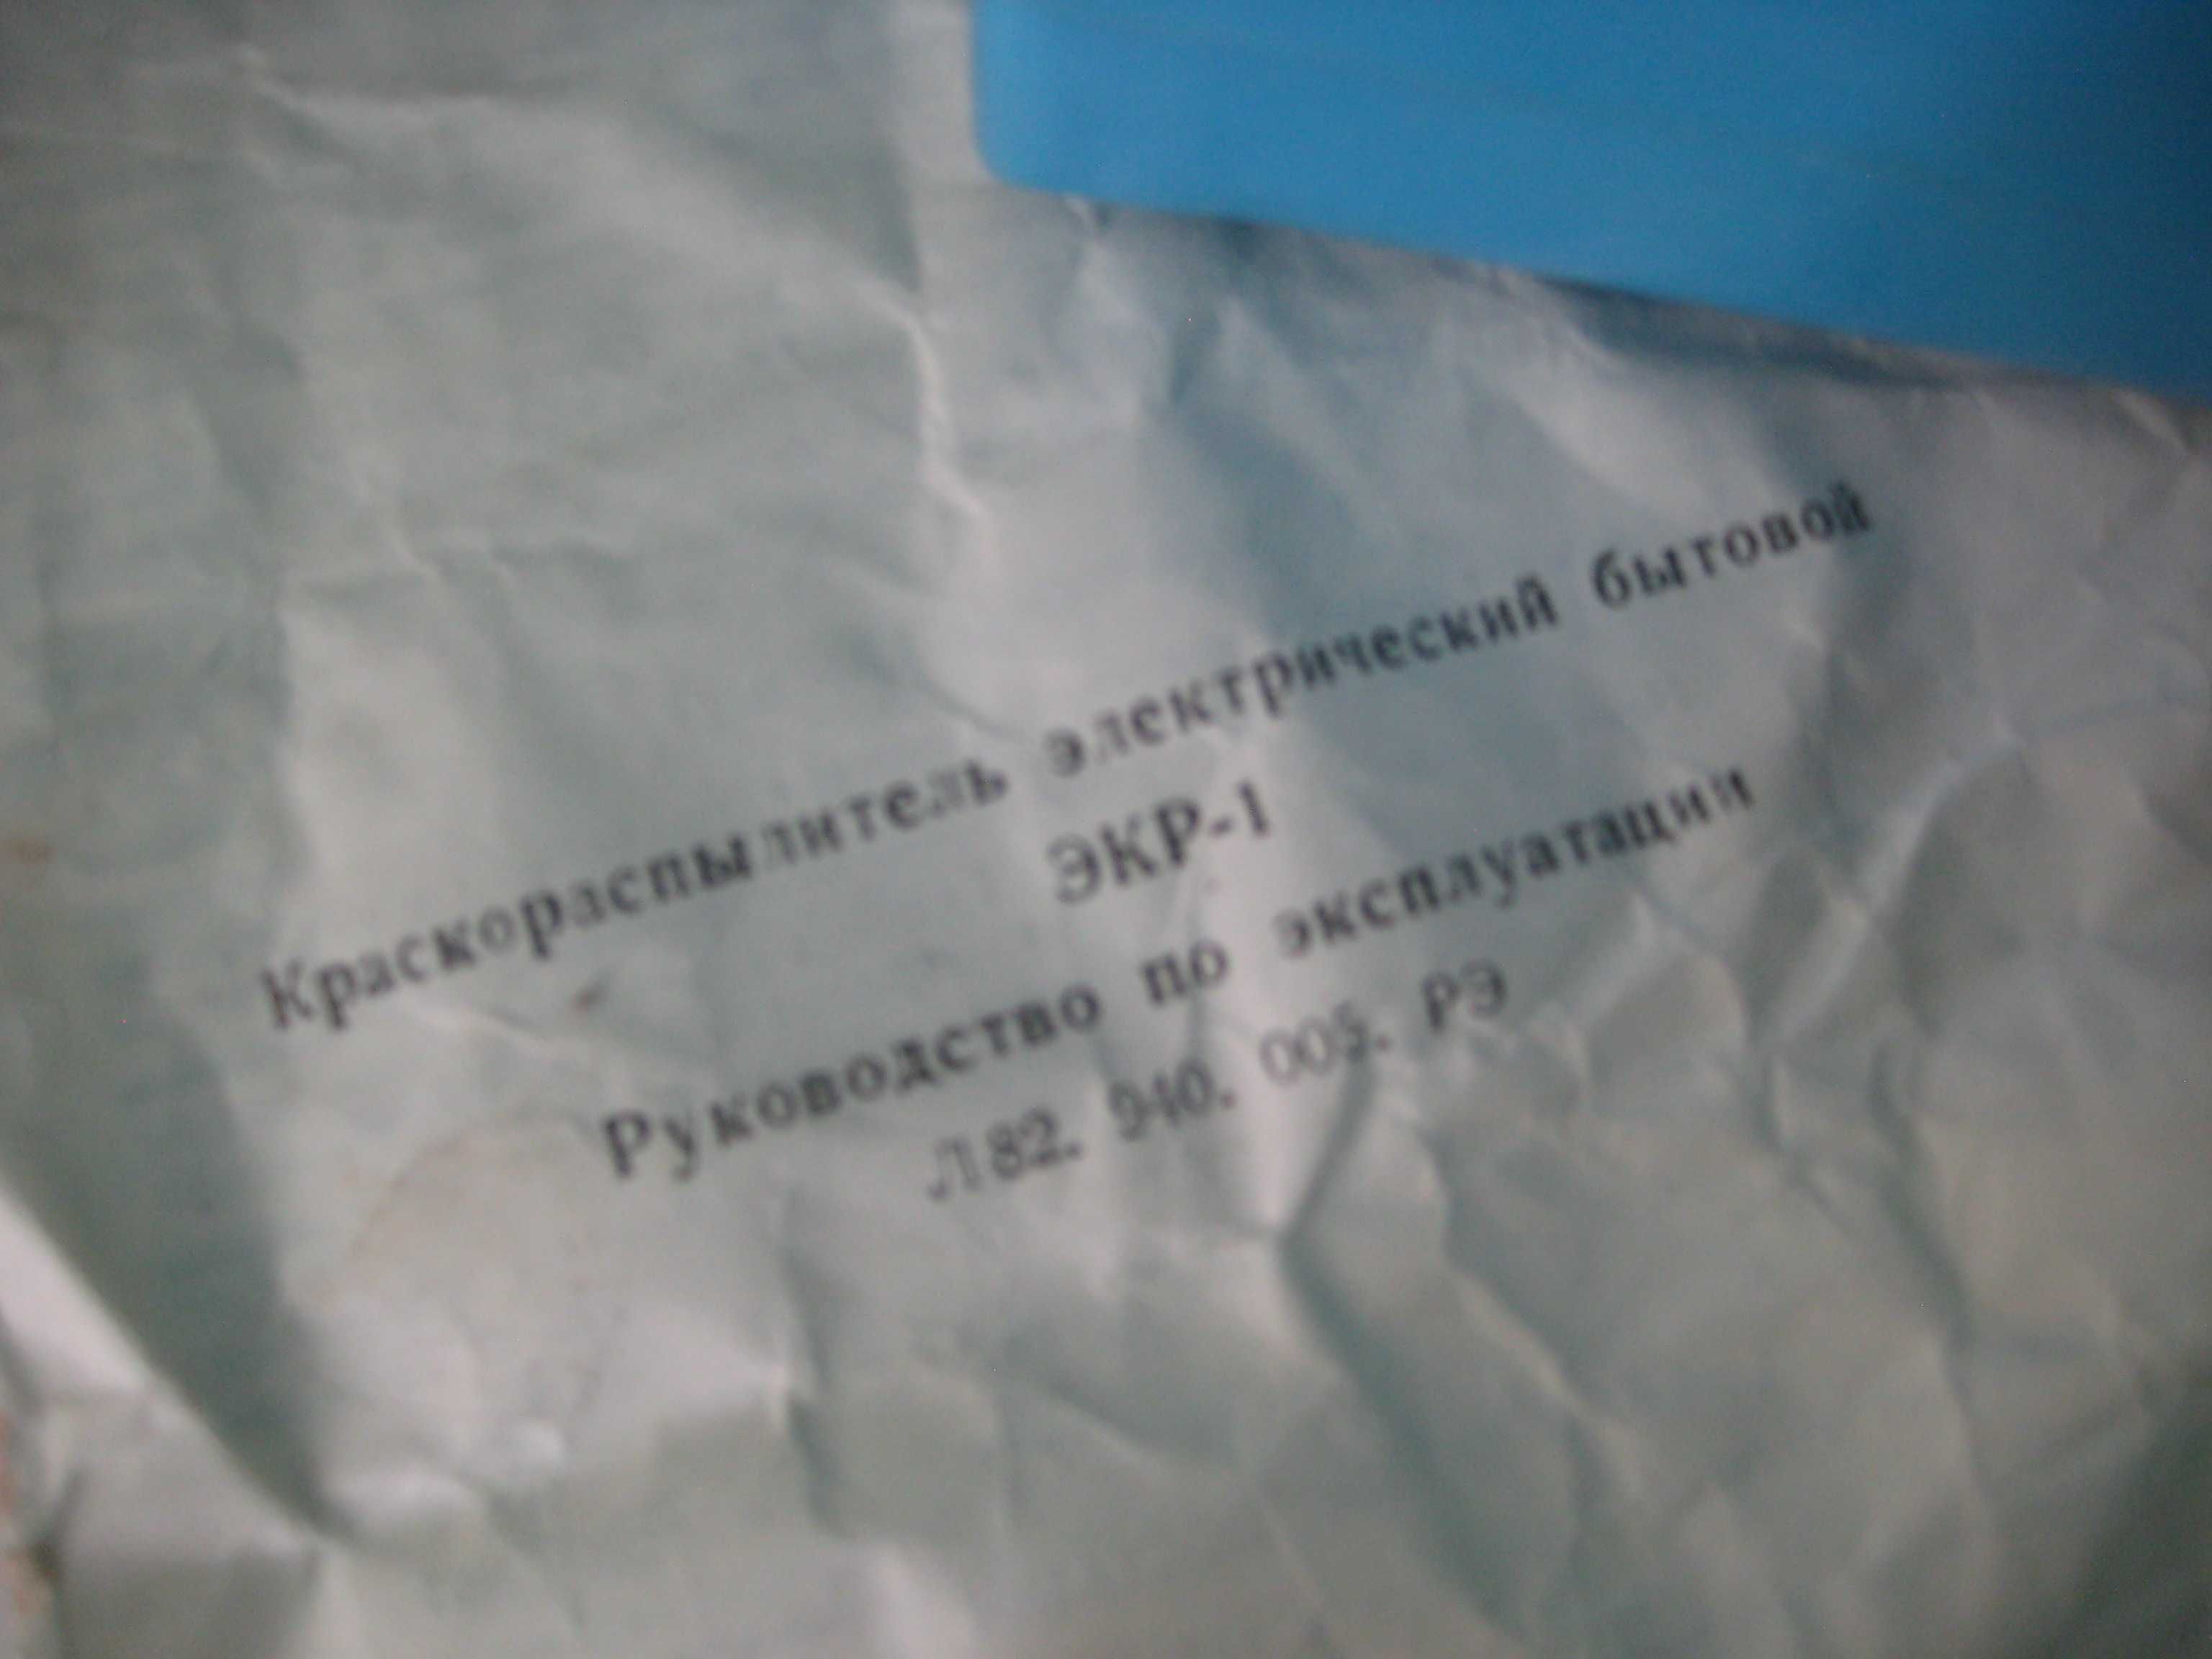 Краскораспылитель электрический бытовой
ЭКР-1
Руководство по эксплуатации
Л82. 940. 005. РЭ